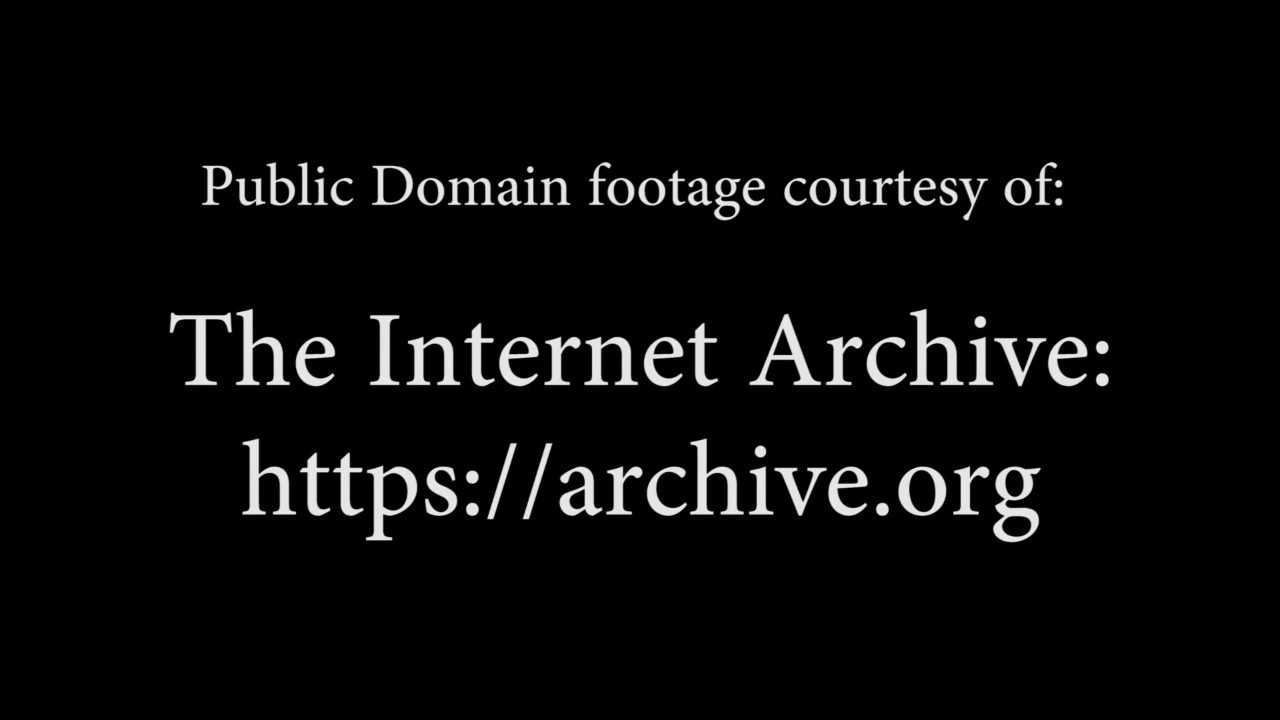 Public Domain footage courtesy of:
The Internet Archive:
https://archive.org